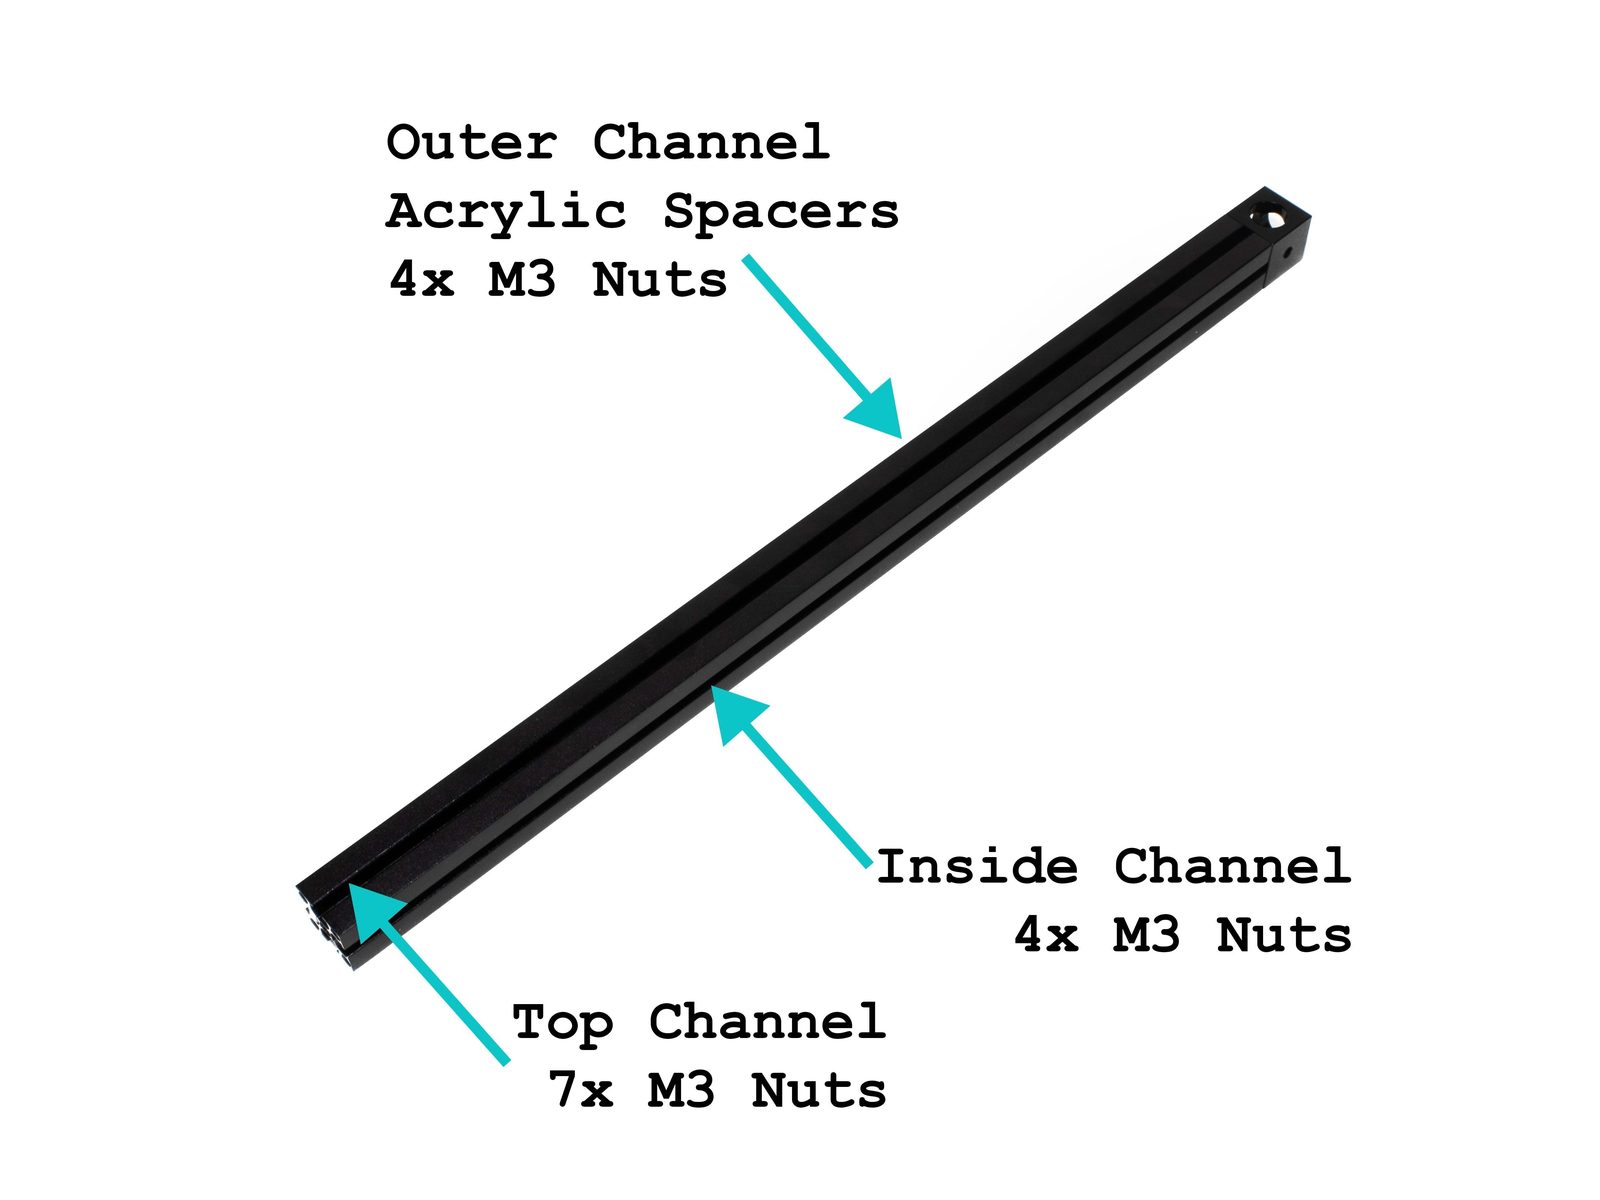 Outer Channel
Acrylic Spacers
4x M3 Nuts
Inside Channel
4x M3 Nuts
Top Channel
7x M3 Nuts